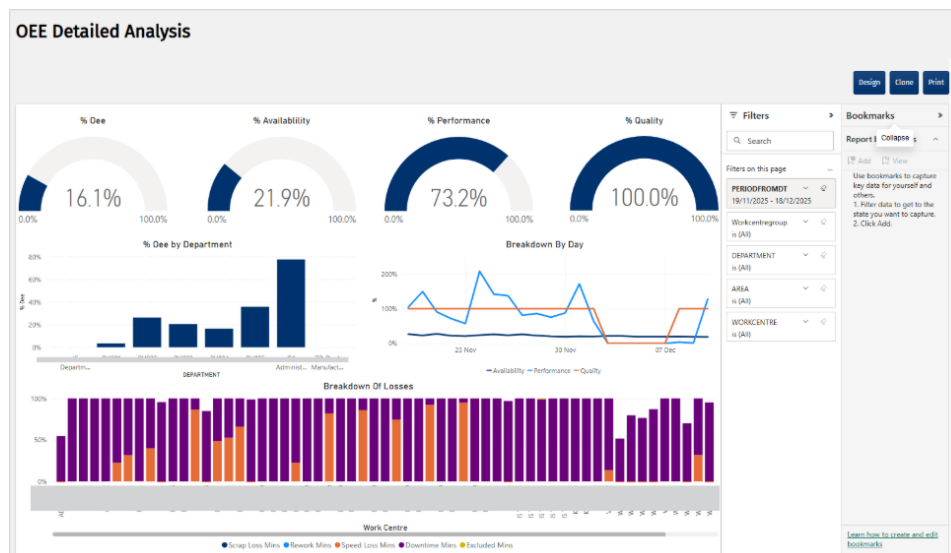 OEE Detailed Analysis
Design
Clone
Print
% Oee
16.1%
0.0%
100.0%
% Availablility
21.9%
0.0%
100.0%
% Performance
73.2%
0.0%
100.0%
% Quality
100.0%
0.0%
100.0%
% Oee by Department
% Oee
80%
60%
40%
20%
0%
Departm...
Administ...
Manufact...
DEPARTMENT
Breakdown By Day
%
200%
100%
0%
23 Nov
30 Nov
07 Dec
Availability
Performance
Quality
Breakdown Of Losses
100%
50%
0%
Work Centre
Scrap Loss Mins
Rework Mins
Speed Loss Mins
Downtime Mins
Excluded Mins
Filters
Search
Filters on this page
...
PERIODFROMDT
19/11/2025 - 18/12/2025
Workcentregroup
is (All)
DEPARTMENT
is (All)
AREA
is (All)
WORKCENTRE
is (All)
Bookmarks
Collapse
Report
Add
View
Use bookmarks to capture
key data for yourself and
others.
1. Filter data to get to the
state you want to capture.
2. Click Add.
Learn how to create and edit
bookmarks